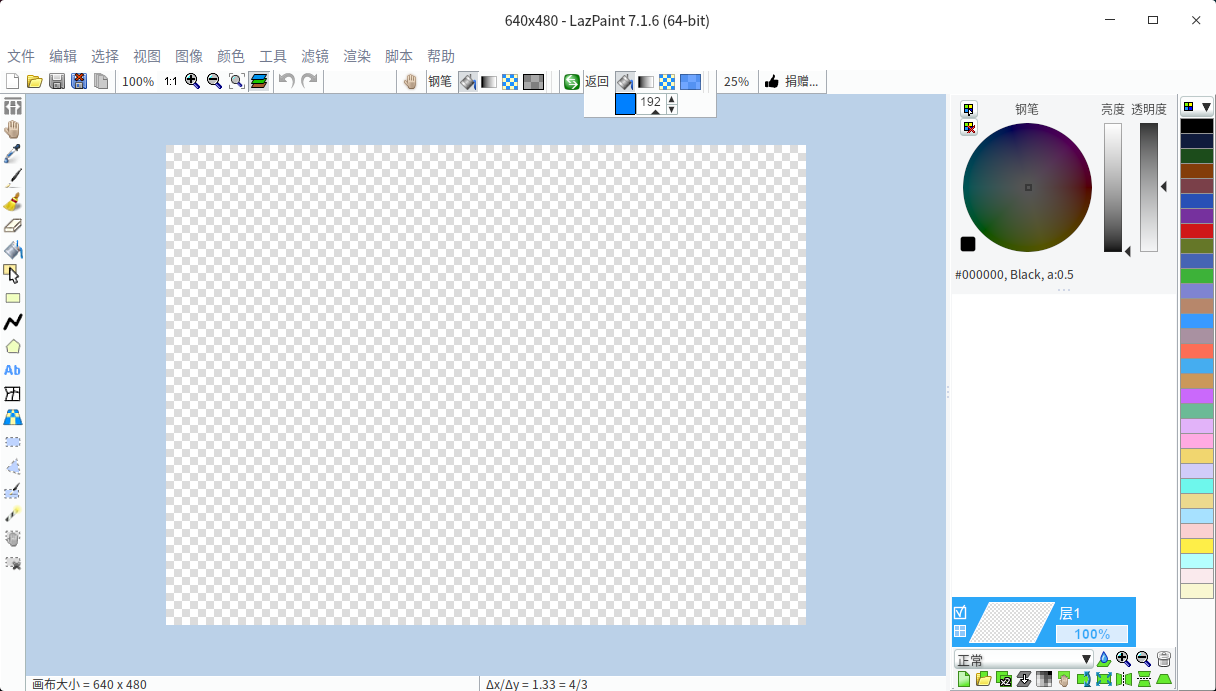 640x480 - LazPaint 7.1.6 (64-bit)
文件 编辑 选择 视图 图像 颜色 工具 滤镜 渲染 脚本 帮助
100% 1:1 钢笔 返回 25% 捐赠...
192
钢笔 亮度 透明度
#000000, Black, a:0.5
Ab
层1
100%
正常
x2
画布大小 = 640 x 480 Δx/Δy = 1.33 = 4/3